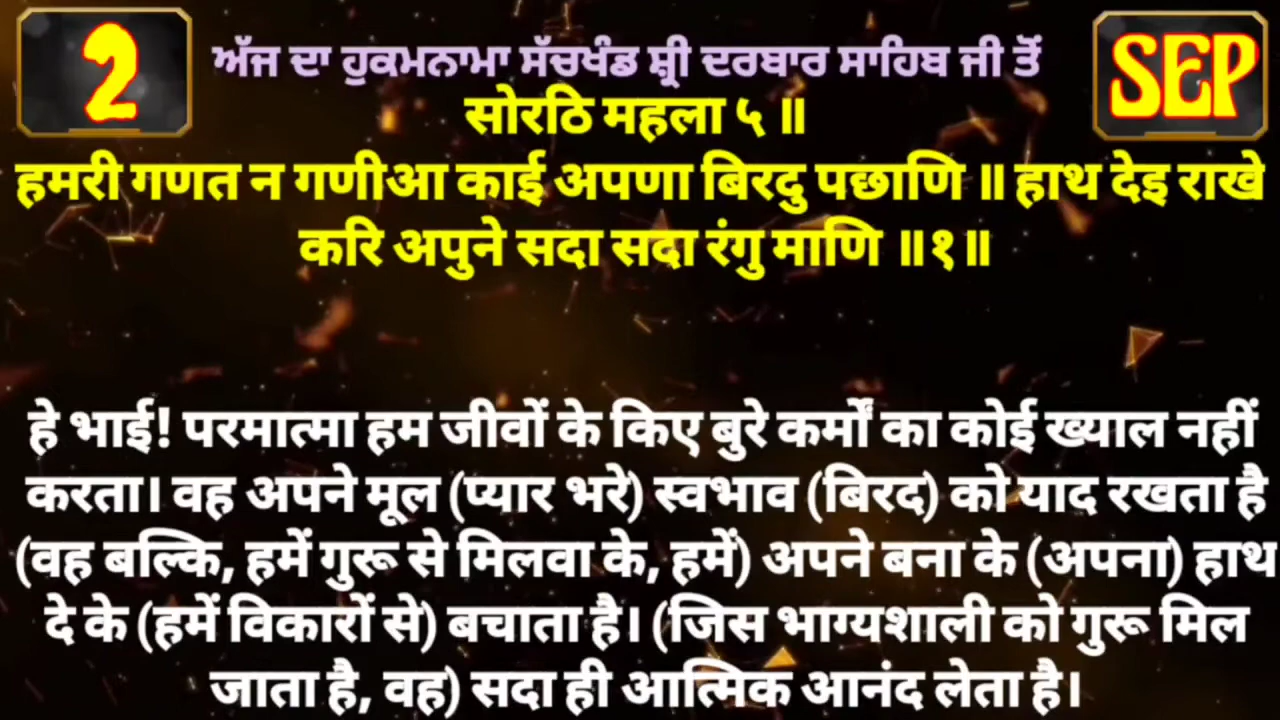 2
ਅੱਜ ਦਾ ਹੁਕਮਨਾਮਾ ਸੱਚਖੰਡ ਸ਼੍ਰੀ ਦਰਬਾਰ ਸਾਹਿਬ ਜੀ ਤੋਂ
SEP
सोरठि महला ५ ॥
हमरी गणत न गणीआ काई अपणा बिरदु पछाणि ॥ हाथ देइ राखे
करि अपुने सदा सदा रंगु माणि ॥१॥
हे भाई! परमात्मा हम जीवों के किए बुरे कर्मों का कोई ख्याल नहीं
करता। वह अपने मूल (प्यार भरे) स्वभाव (बिरद) को याद रखता है
(वह बल्कि, हमें गुरू से मिलवा के, हमें) अपने बना के (अपना) हाथ
दे के (हमें विकारों से) बचाता है। (जिस भाग्यशाली को गुरू मिल
जाता है, वह) सदा ही आत्मिक आनंद लेता है।